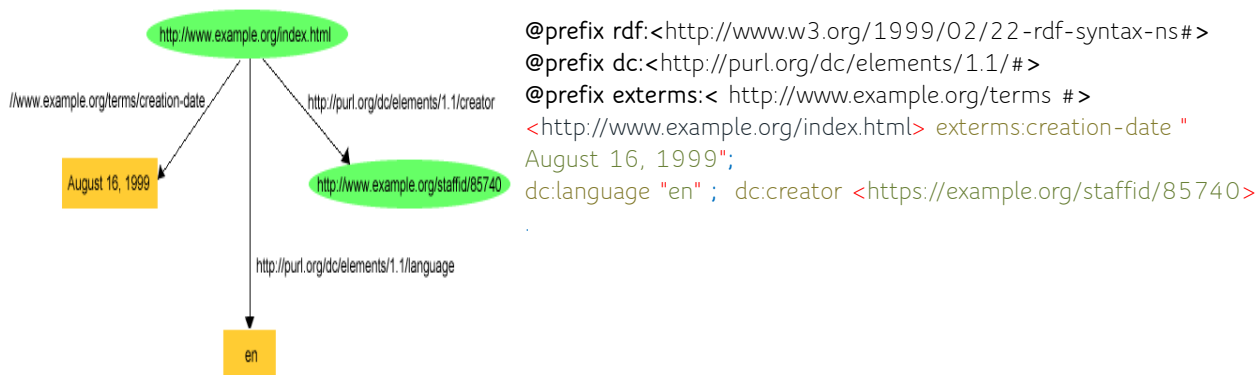 http://www.example.org/index.html
//www.example.org/terms/creation-date
http://purl.org/dc/elements/1.1/creator
August 16, 1999
http://www.example.org/staffid/85740
http://purl.org/dc/elements/1.1/language
en
@prefix rdf:<http://www.w3.org/1999/02/22-rdf-syntax-ns#>
@prefix dc:<http://purl.org/dc/elements/1.1/#>
@prefix exterms:< http://www.example.org/terms #>
<http://www.example.org/index.html> exterms:creation-date "
August 16, 1999";
dc:language "en" ; dc:creator <https://example.org/staffid/85740>
.